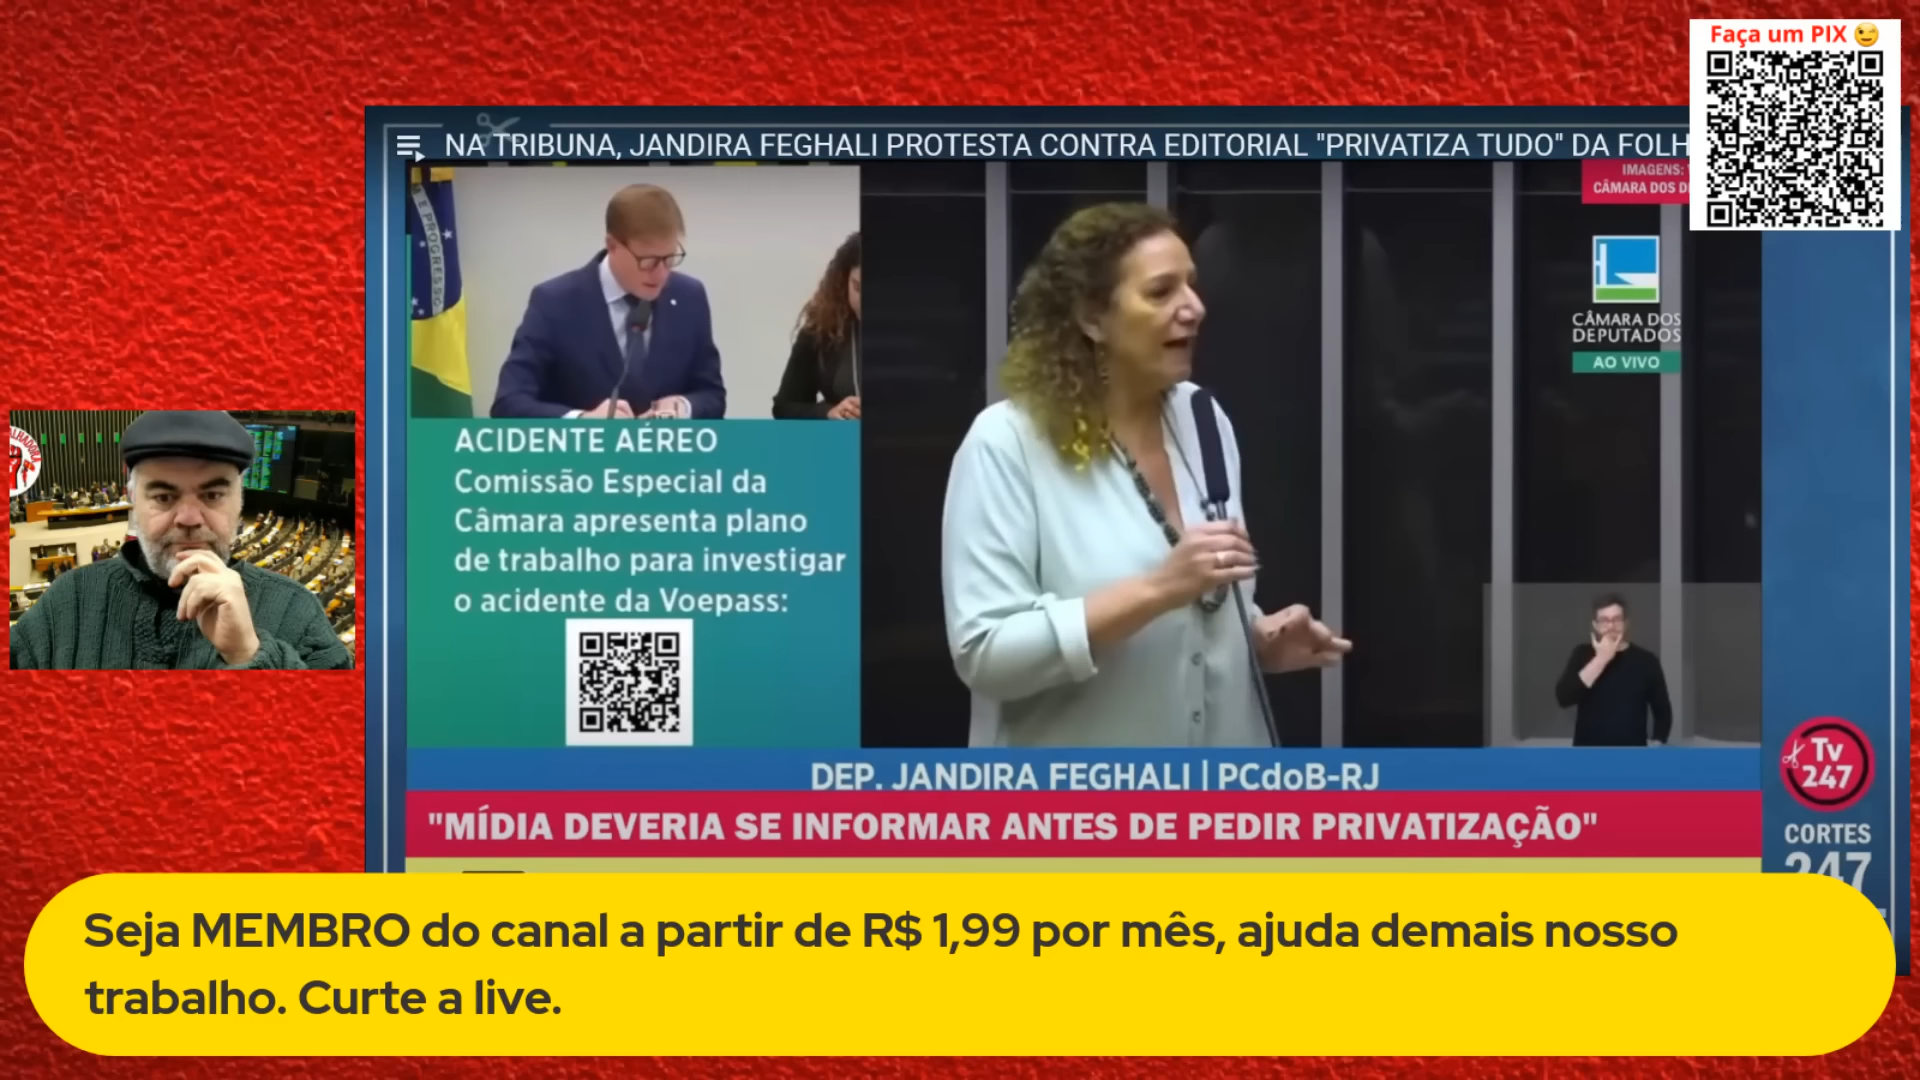 Faça um PIX
NA TRIBUNA, JANDIRA FEGHALI PROTESTA CONTRA EDITORIAL "PRIVATIZA TUDO" DA FOLH
IMAGENS:
CÂMARA DOS D
E PROGRESSO
CÂMARA DOS
DEPUTADOS
AO VIVO
ACIDENTE AÉREO
Comissão Especial da
Câmara apresenta plano
de trabalho para investigar
o acidente da Voepass:
DEP. JANDIRA FEGHALI | PCdoB-RJ
"MÍDIA DEVERIA SE INFORMAR ANTES DE PEDIR PRIVATIZAÇÃO"
Tv
247
CORTES
247
Seja MEMBRO do canal a partir de R$ 1,99 por mês, ajuda demais nosso
trabalho. Curte a live.